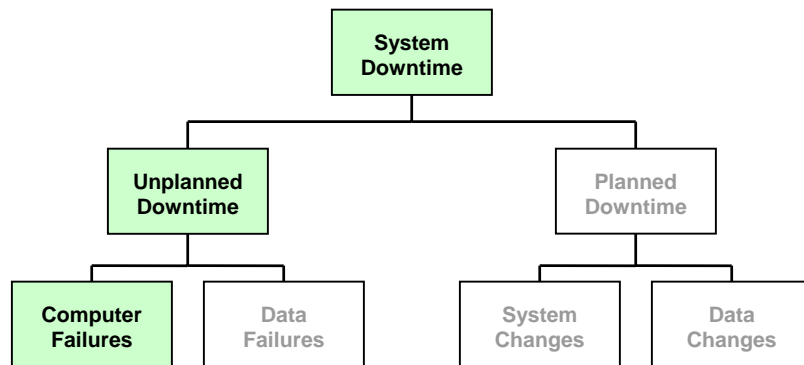 System
Downtime
Unplanned
Downtime
Planned
Downtime
Computer
Failures
Data
Failures
System
Changes
Data
Changes